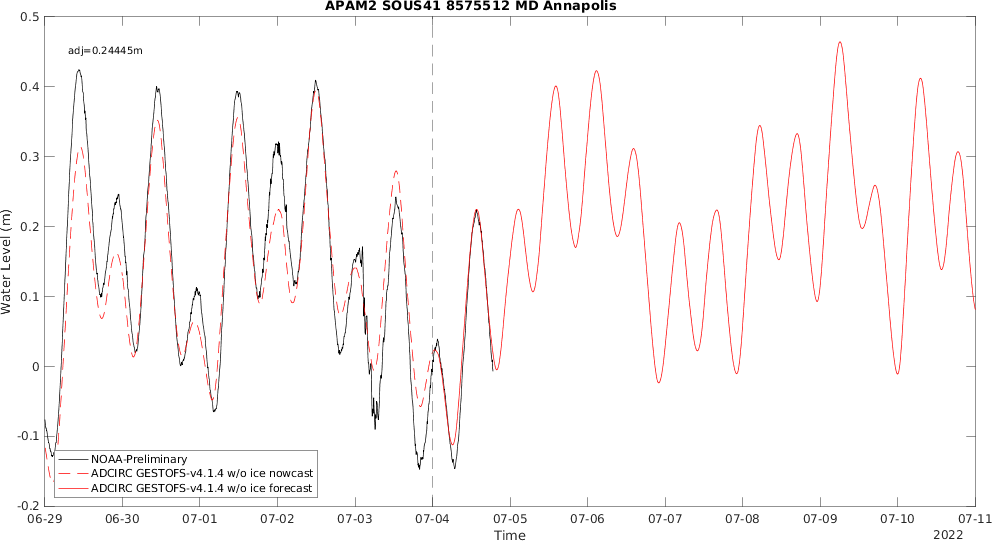 APAM2 SOUS41 8575512 MD Annapolis
adj=0.24445m
0.5
0.4
0.3
0.2
0.1
0
-0.1
-0.2
Water Level (m)
NOAA-Preliminary
ADCIRC GESTOFS-v4.1.4 w/o ice nowcast
ADCIRC GESTOFS-v4.1.4 w/o ice forecast
06-29 06-30 07-01 07-02 07-03 07-04 07-05 07-06 07-07 07-08 07-09 07-10 07-11
Time
2022